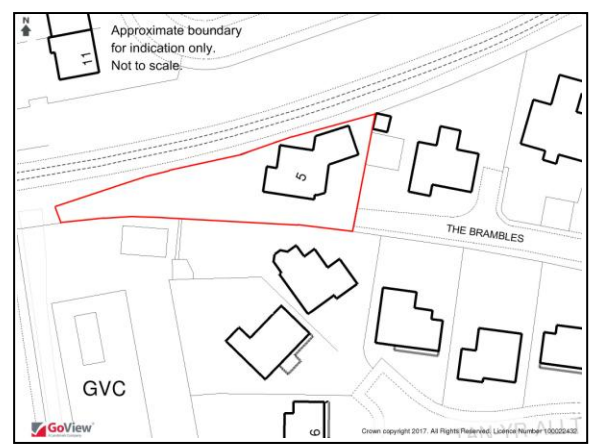 N
Approximate boundary
for indication only.
Not to scale.
11
5
THE BRAMBLES
GVC
6
GoView
Crown copyright 2017. All Rights Reserved. Licence Number 100022432.